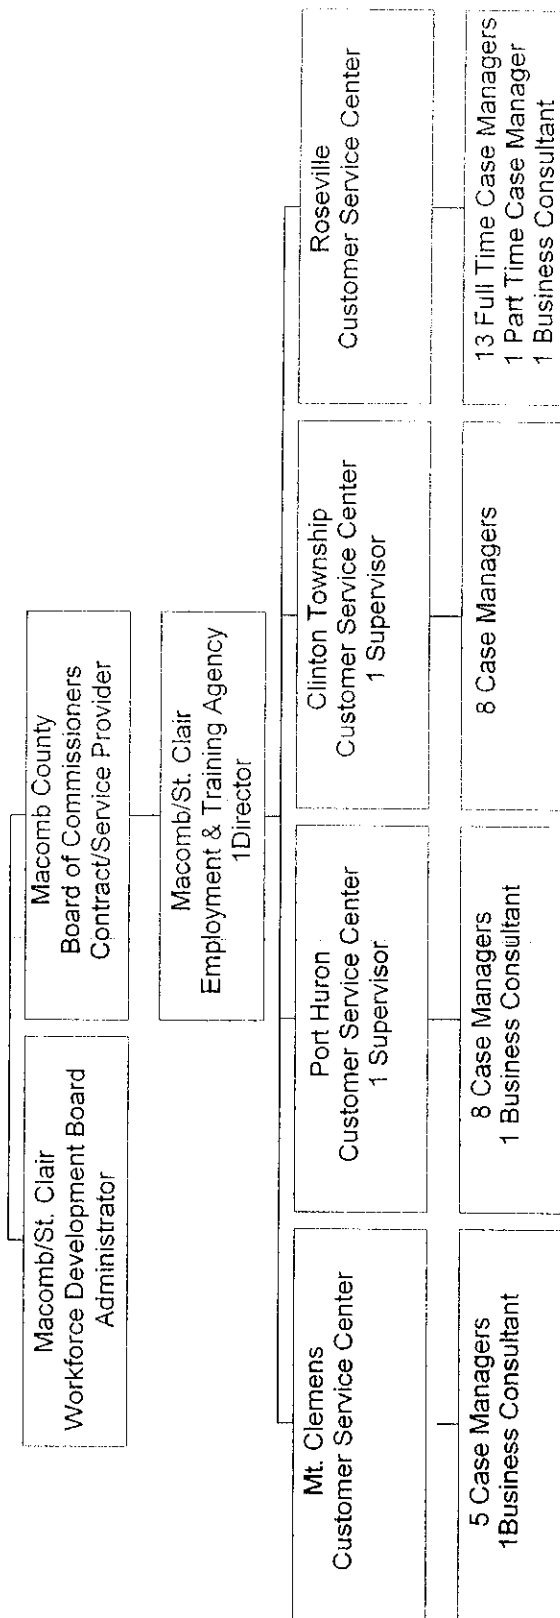 Macomb/St. Clair
Workforce Development Board
Administrator
Macomb County
Board of Commissioners
Contract/Service Provider
Macomb/St. Clair
Employment & Training Agency
1Director
Mt. Clemens
Customer Service Center
Port Huron
Customer Service Center
1 Supervisor
Clinton Township
Customer Service Center
1 Supervisor
Roseville
Customer Service Center
5 Case Managers
1Business Consultant
8 Case Managers
1 Business Consultant
8 Case Managers
13 Full Time Case Managers
1 Part Time Case Manager
1 Business Consultant